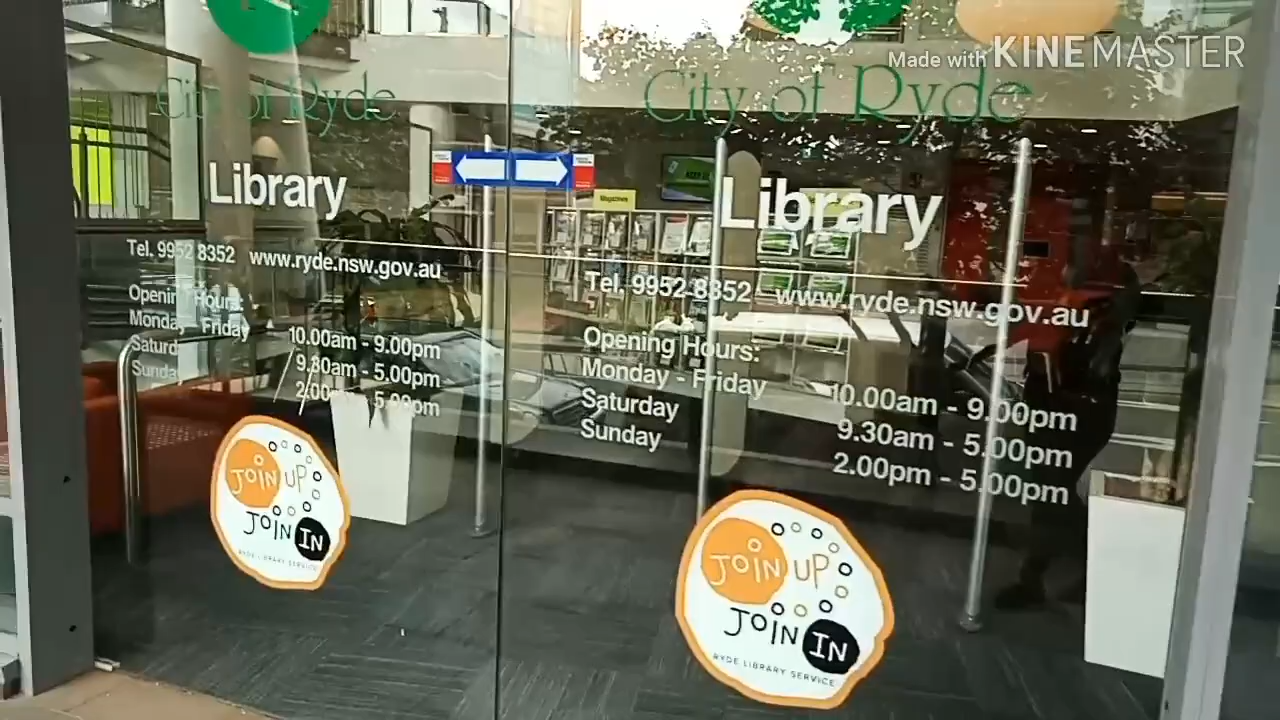 Made with KINEMASTER
City of Ryde
Library
Tel. 9952 8352 www.ryde.nsw.gov.au
Opening Hours:
Monday - Friday 10.00am - 9.00pm
Saturday 9.30am - 5.00pm
Sunday 2.00pm - 5.00pm
JOIN UP
JOIN IN
RYDE LIBRARY SERVICE
City of Ryde
Library
Tel. 9952 8352 www.ryde.nsw.gov.au
Opening Hours:
Monday - Friday 10.00am - 9.00pm
Saturday 9.30am - 5.00pm
Sunday 2.00pm - 5.00pm
JOIN UP
JOIN IN
RYDE LIBRARY SERVICE
Magazines